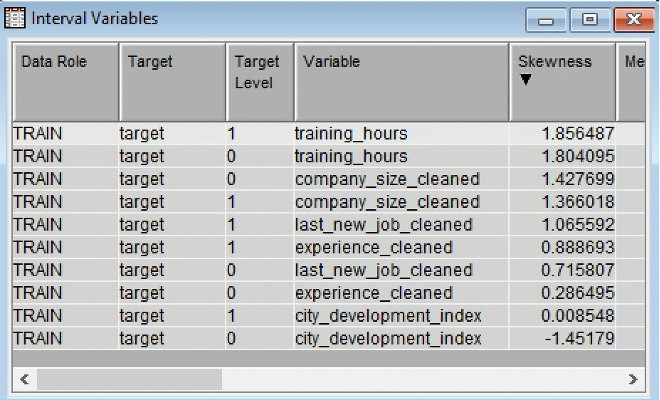 Interval Variables
Data Role Target Target Level Variable Skewness Me
TRAIN target 1 training_hours 1.856487
TRAIN target 0 training_hours 1.804095
TRAIN target 0 company_size_cleaned 1.427699
TRAIN target 1 company_size_cleaned 1.366018
TRAIN target 1 last_new_job_cleaned 1.065592
TRAIN target 1 experience_cleaned 0.888693
TRAIN target 0 last_new_job_cleaned 0.715807
TRAIN target 0 experience_cleaned 0.286495
TRAIN target 1 city_development_index 0.008548
TRAIN target 0 city_development_index -1.45179